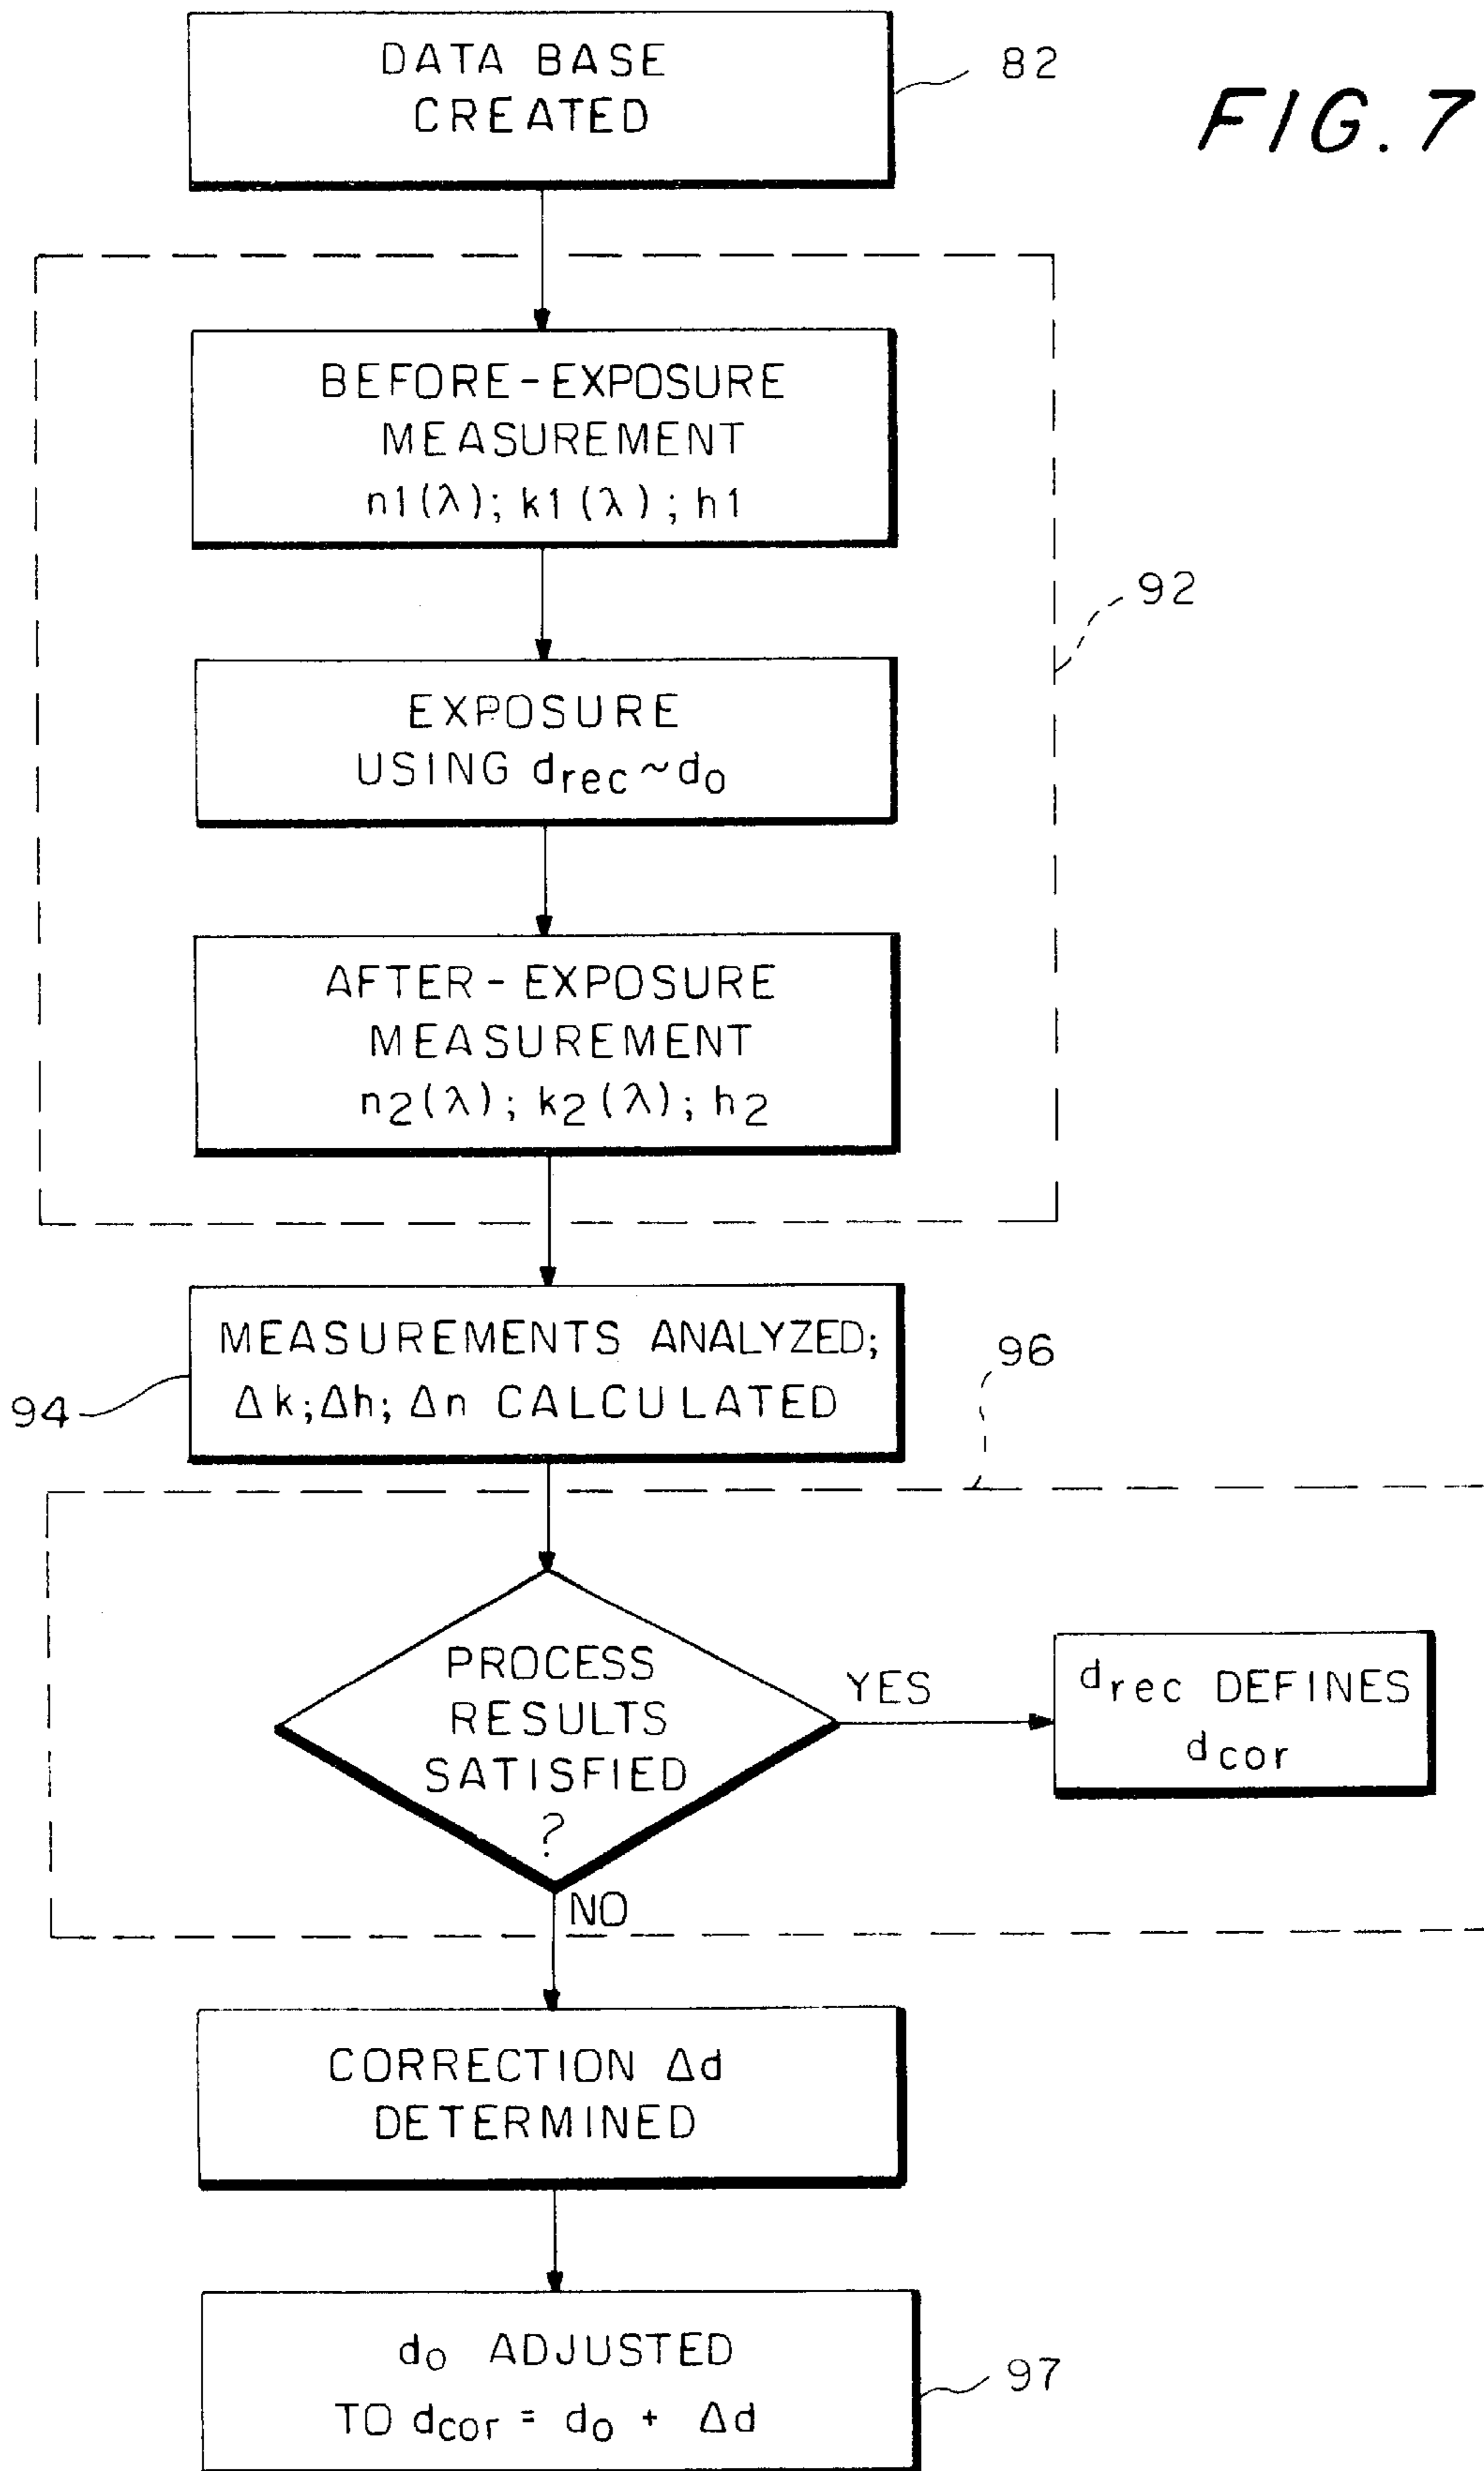 DATA BASE
CREATED
82
FIG. 7
BEFORE-EXPOSURE
MEASUREMENT
n1(λ); k1(λ); h1
92
EXPOSURE
USING drec ~ do
AFTER-EXPOSURE
MEASUREMENT
n2(λ); k2(λ); h2
MEASUREMENTS ANALYZED;
Δk; Δh; Δn CALCULATED
94
96
PROCESS
RESULTS
SATISFIED
?
YES
drec DEFINES
dcor
NO
CORRECTION Δd
DETERMINED
do ADJUSTED
TO dcor = do + Δd
97